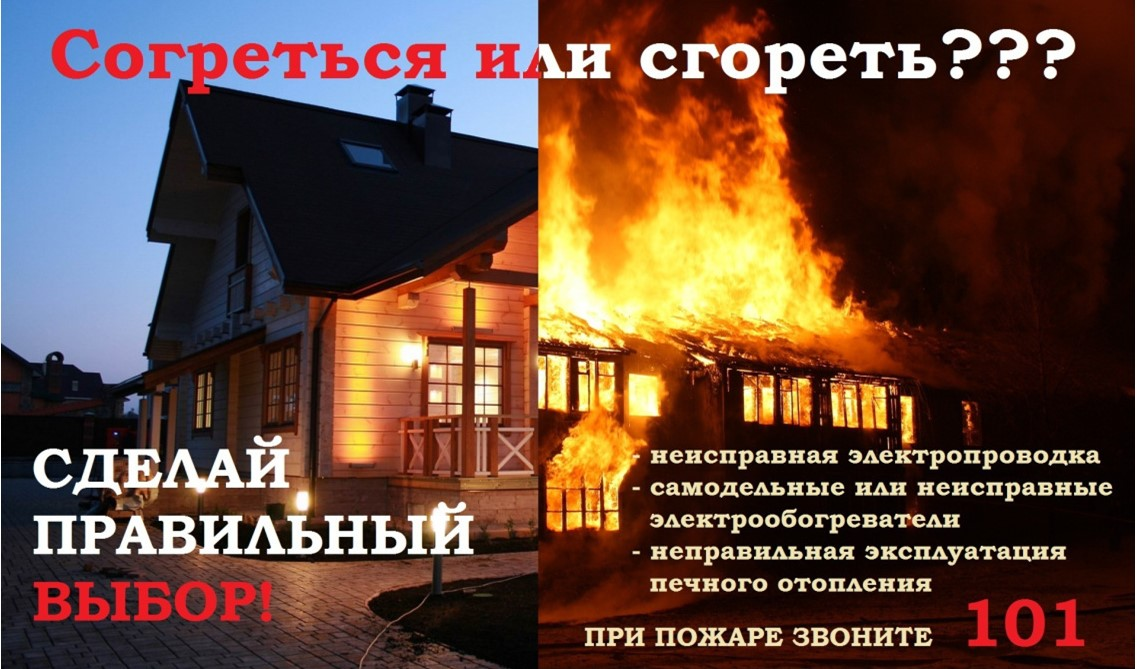 Согреться или сгореть???
СДЕЛАЙ
ПРАВИЛЬНЫЙ
ВЫБОР!
- неисправная электропроводка
- самодельные или неисправные
электрообогреватели
- неправильная эксплуатация
печного отопления
ПРИ ПОЖАРЕ ЗВОНИТЕ 101